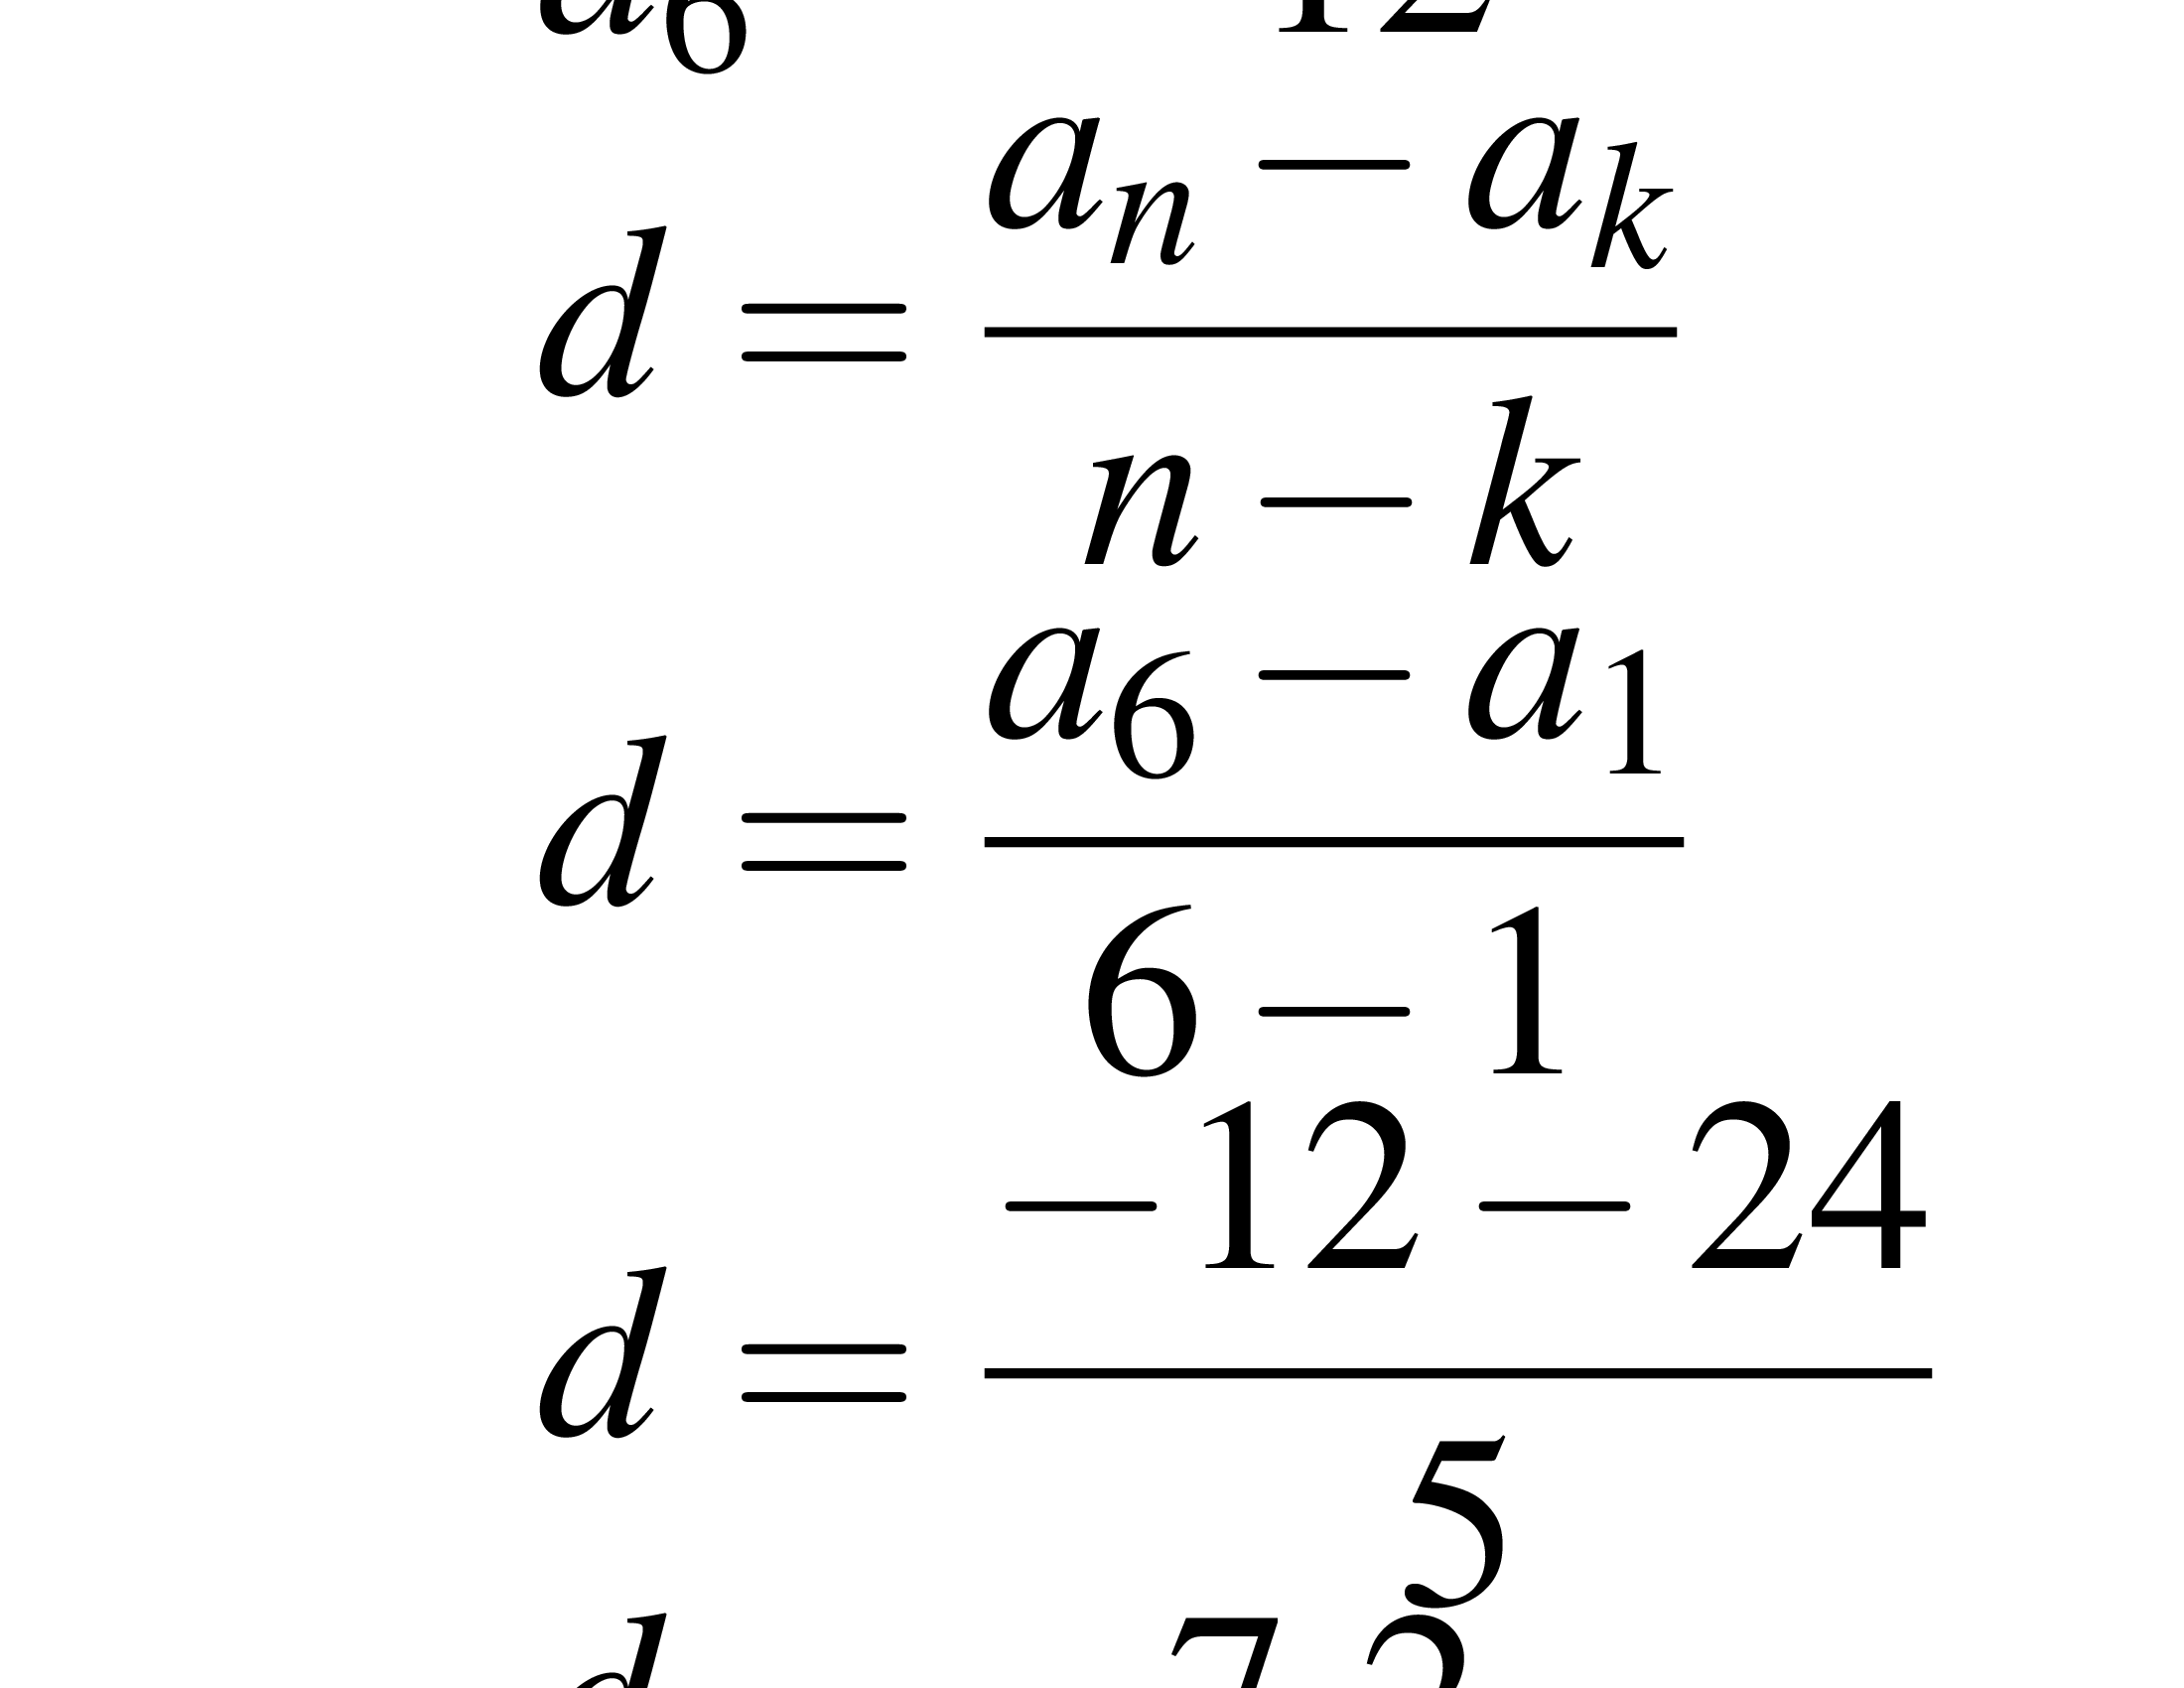 a_n − a_k
d = 
n − k
a_6 − a_1
d = 
6 − 1
−12 − 24
d = 
5